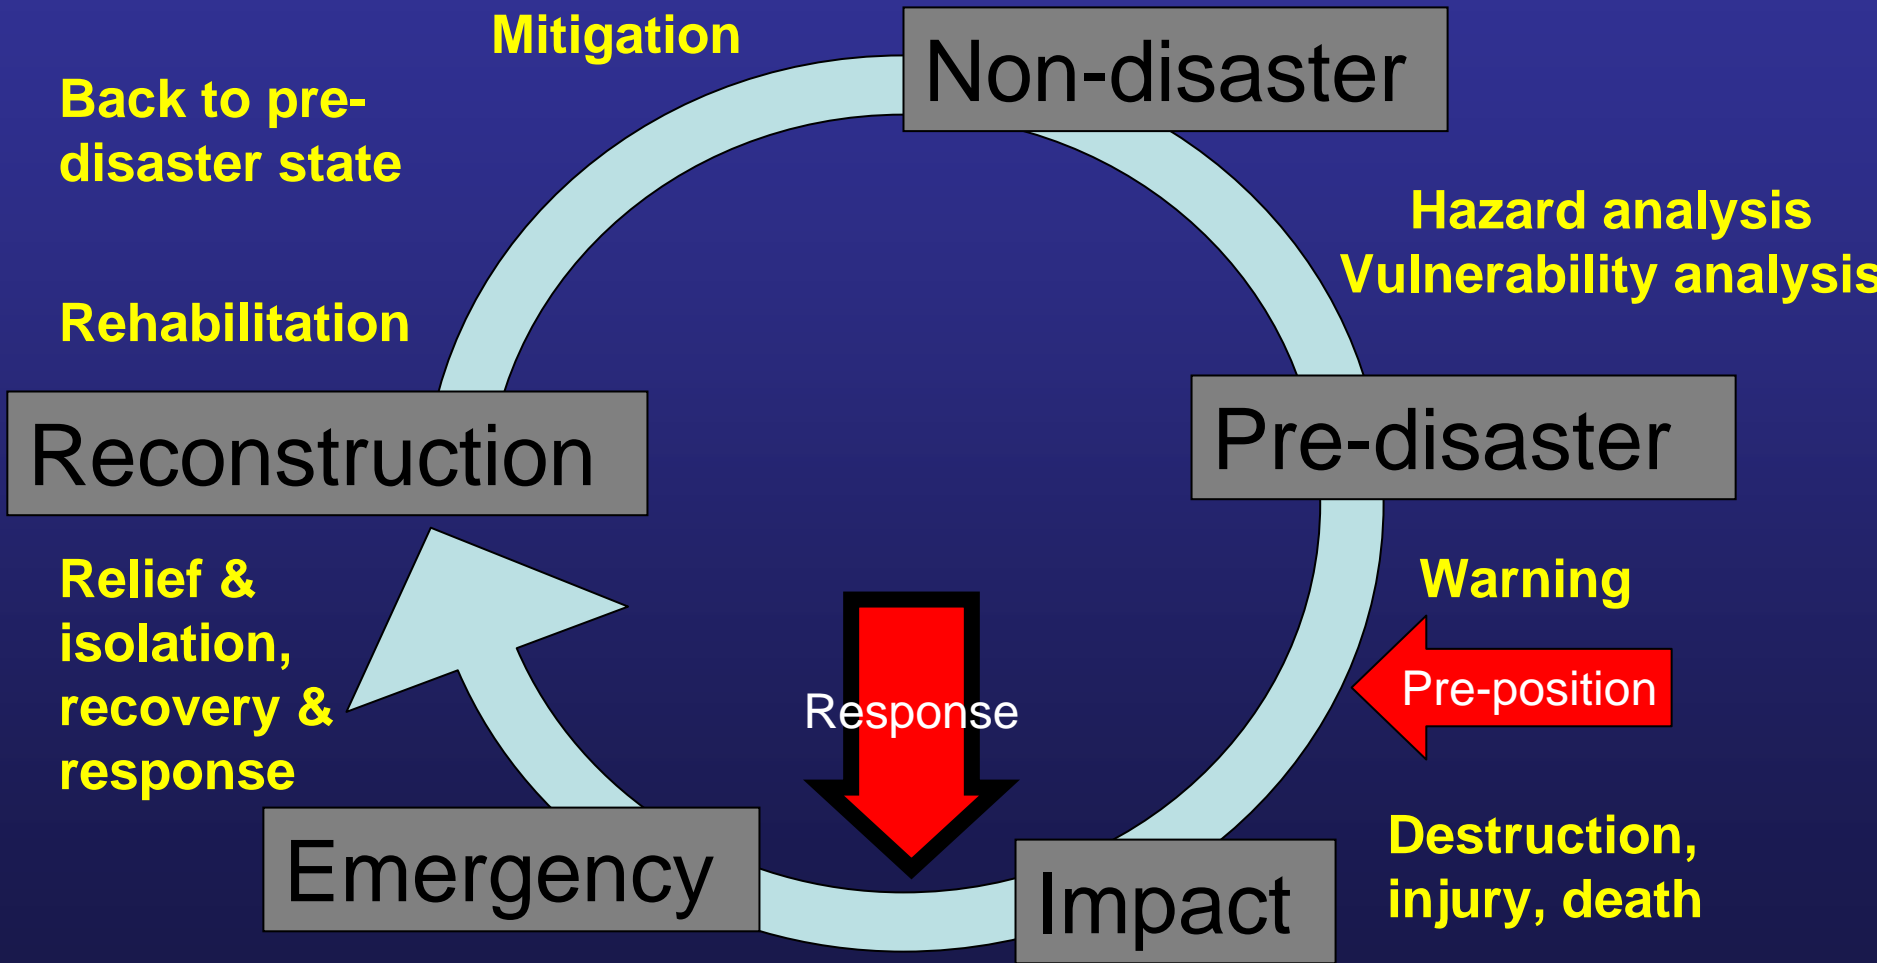 Mitigation
Non-disaster
Back to pre-
disaster state
Hazard analysis
Vulnerability analysis
Rehabilitation
Reconstruction
Pre-disaster
Relief &
isolation,
recovery &
response
Warning
Response
Pre-position
Emergency
Impact
Destruction,
injury, death